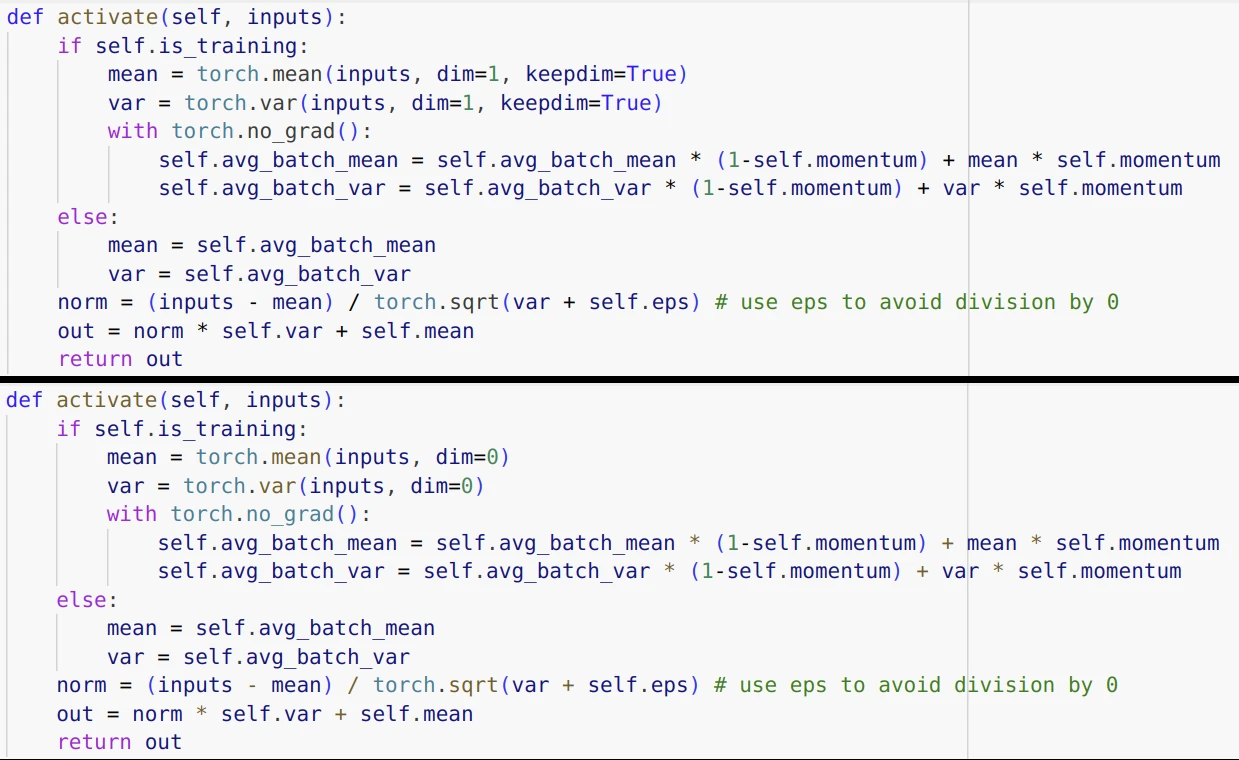 def activate(self, inputs):
    if self.is_training:
        mean = torch.mean(inputs, dim=1, keepdim=True)
        var = torch.var(inputs, dim=1, keepdim=True)
        with torch.no_grad():
            self.avg_batch_mean = self.avg_batch_mean * (1-self.momentum) + mean * self.momentum
            self.avg_batch_var = self.avg_batch_var * (1-self.momentum) + var * self.momentum
    else:
        mean = self.avg_batch_mean
        var = self.avg_batch_var
    norm = (inputs - mean) / torch.sqrt(var + self.eps) # use eps to avoid division by 0
    out = norm * self.var + self.mean
    return out
def activate(self, inputs):
    if self.is_training:
        mean = torch.mean(inputs, dim=0)
        var = torch.var(inputs, dim=0)
        with torch.no_grad():
            self.avg_batch_mean = self.avg_batch_mean * (1-self.momentum) + mean * self.momentum
            self.avg_batch_var = self.avg_batch_var * (1-self.momentum) + var * self.momentum
    else:
        mean = self.avg_batch_mean
        var = self.avg_batch_var
    norm = (inputs - mean) / torch.sqrt(var + self.eps) # use eps to avoid division by 0
    out = norm * self.var + self.mean
    return out